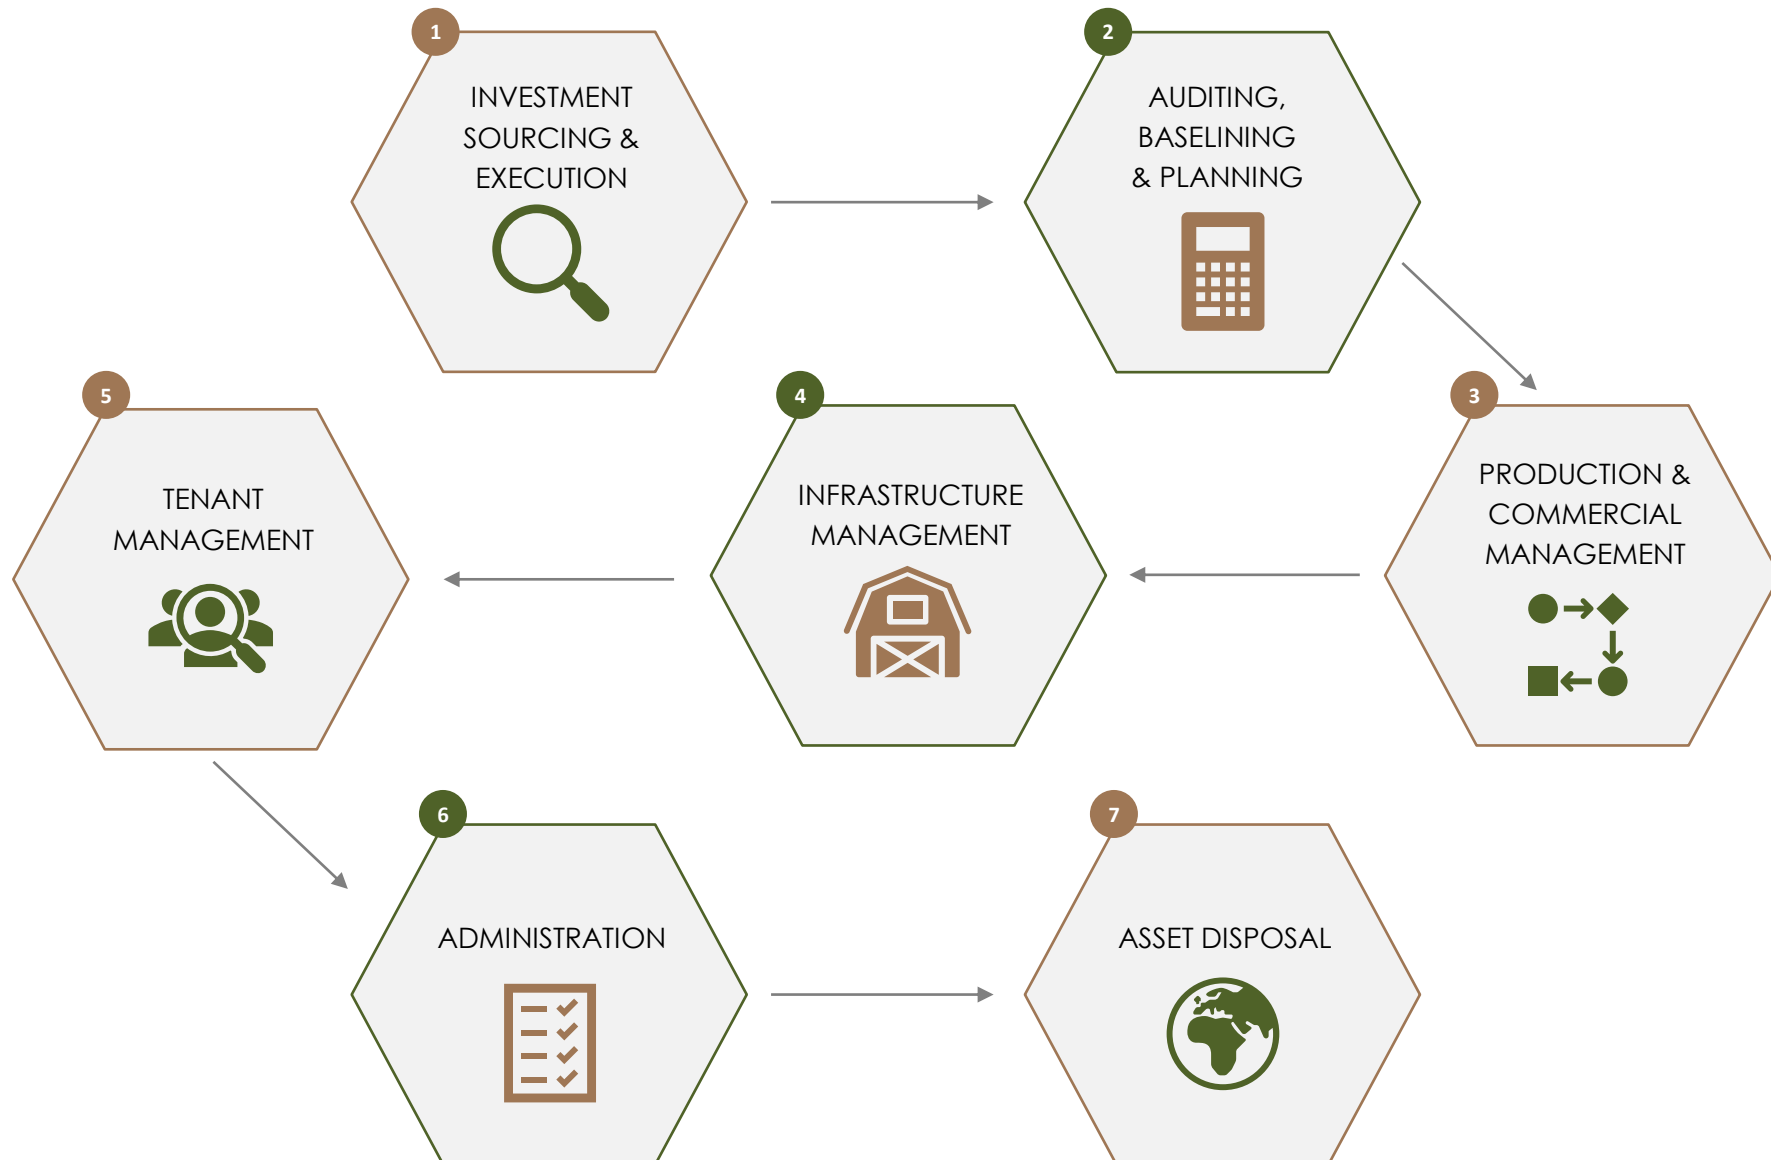 1
INVESTMENT
SOURCING &
EXECUTION
2
AUDITING,
BASELINING
& PLANNING
3
PRODUCTION &
COMMERCIAL
MANAGEMENT
4
INFRASTRUCTURE
MANAGEMENT
5
TENANT
MANAGEMENT
6
ADMINISTRATION
7
ASSET DISPOSAL